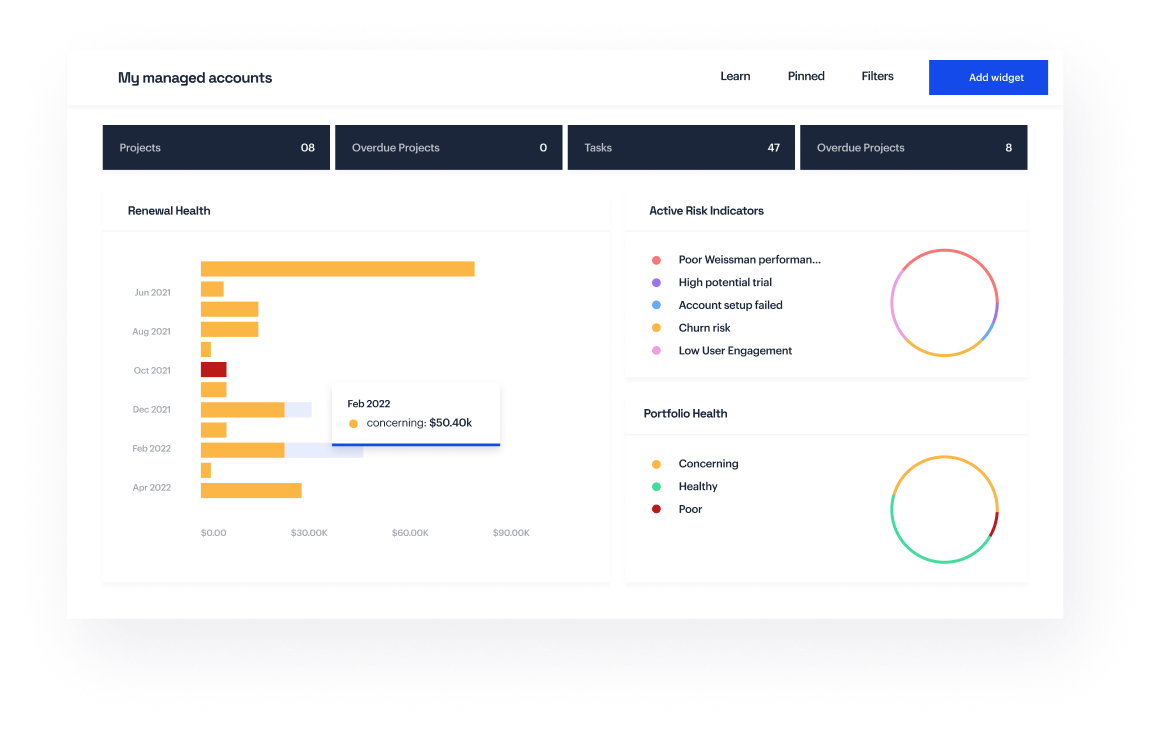 My managed accounts
Learn
Pinned
Filters
Add widget
Projects 08
Overdue Projects 0
Tasks 47
Overdue Projects 8
Renewal Health
Jun 2021
Aug 2021
Oct 2021
Dec 2021
Feb 2022
Apr 2022
$0.00
$30.00K
$60.00K
$90.00K
Feb 2022
concerning: $50.40k
Active Risk Indicators
Poor Weissman performan...
High potential trial
Account setup failed
Churn risk
Low User Engagement
Portfolio Health
Concerning
Healthy
Poor